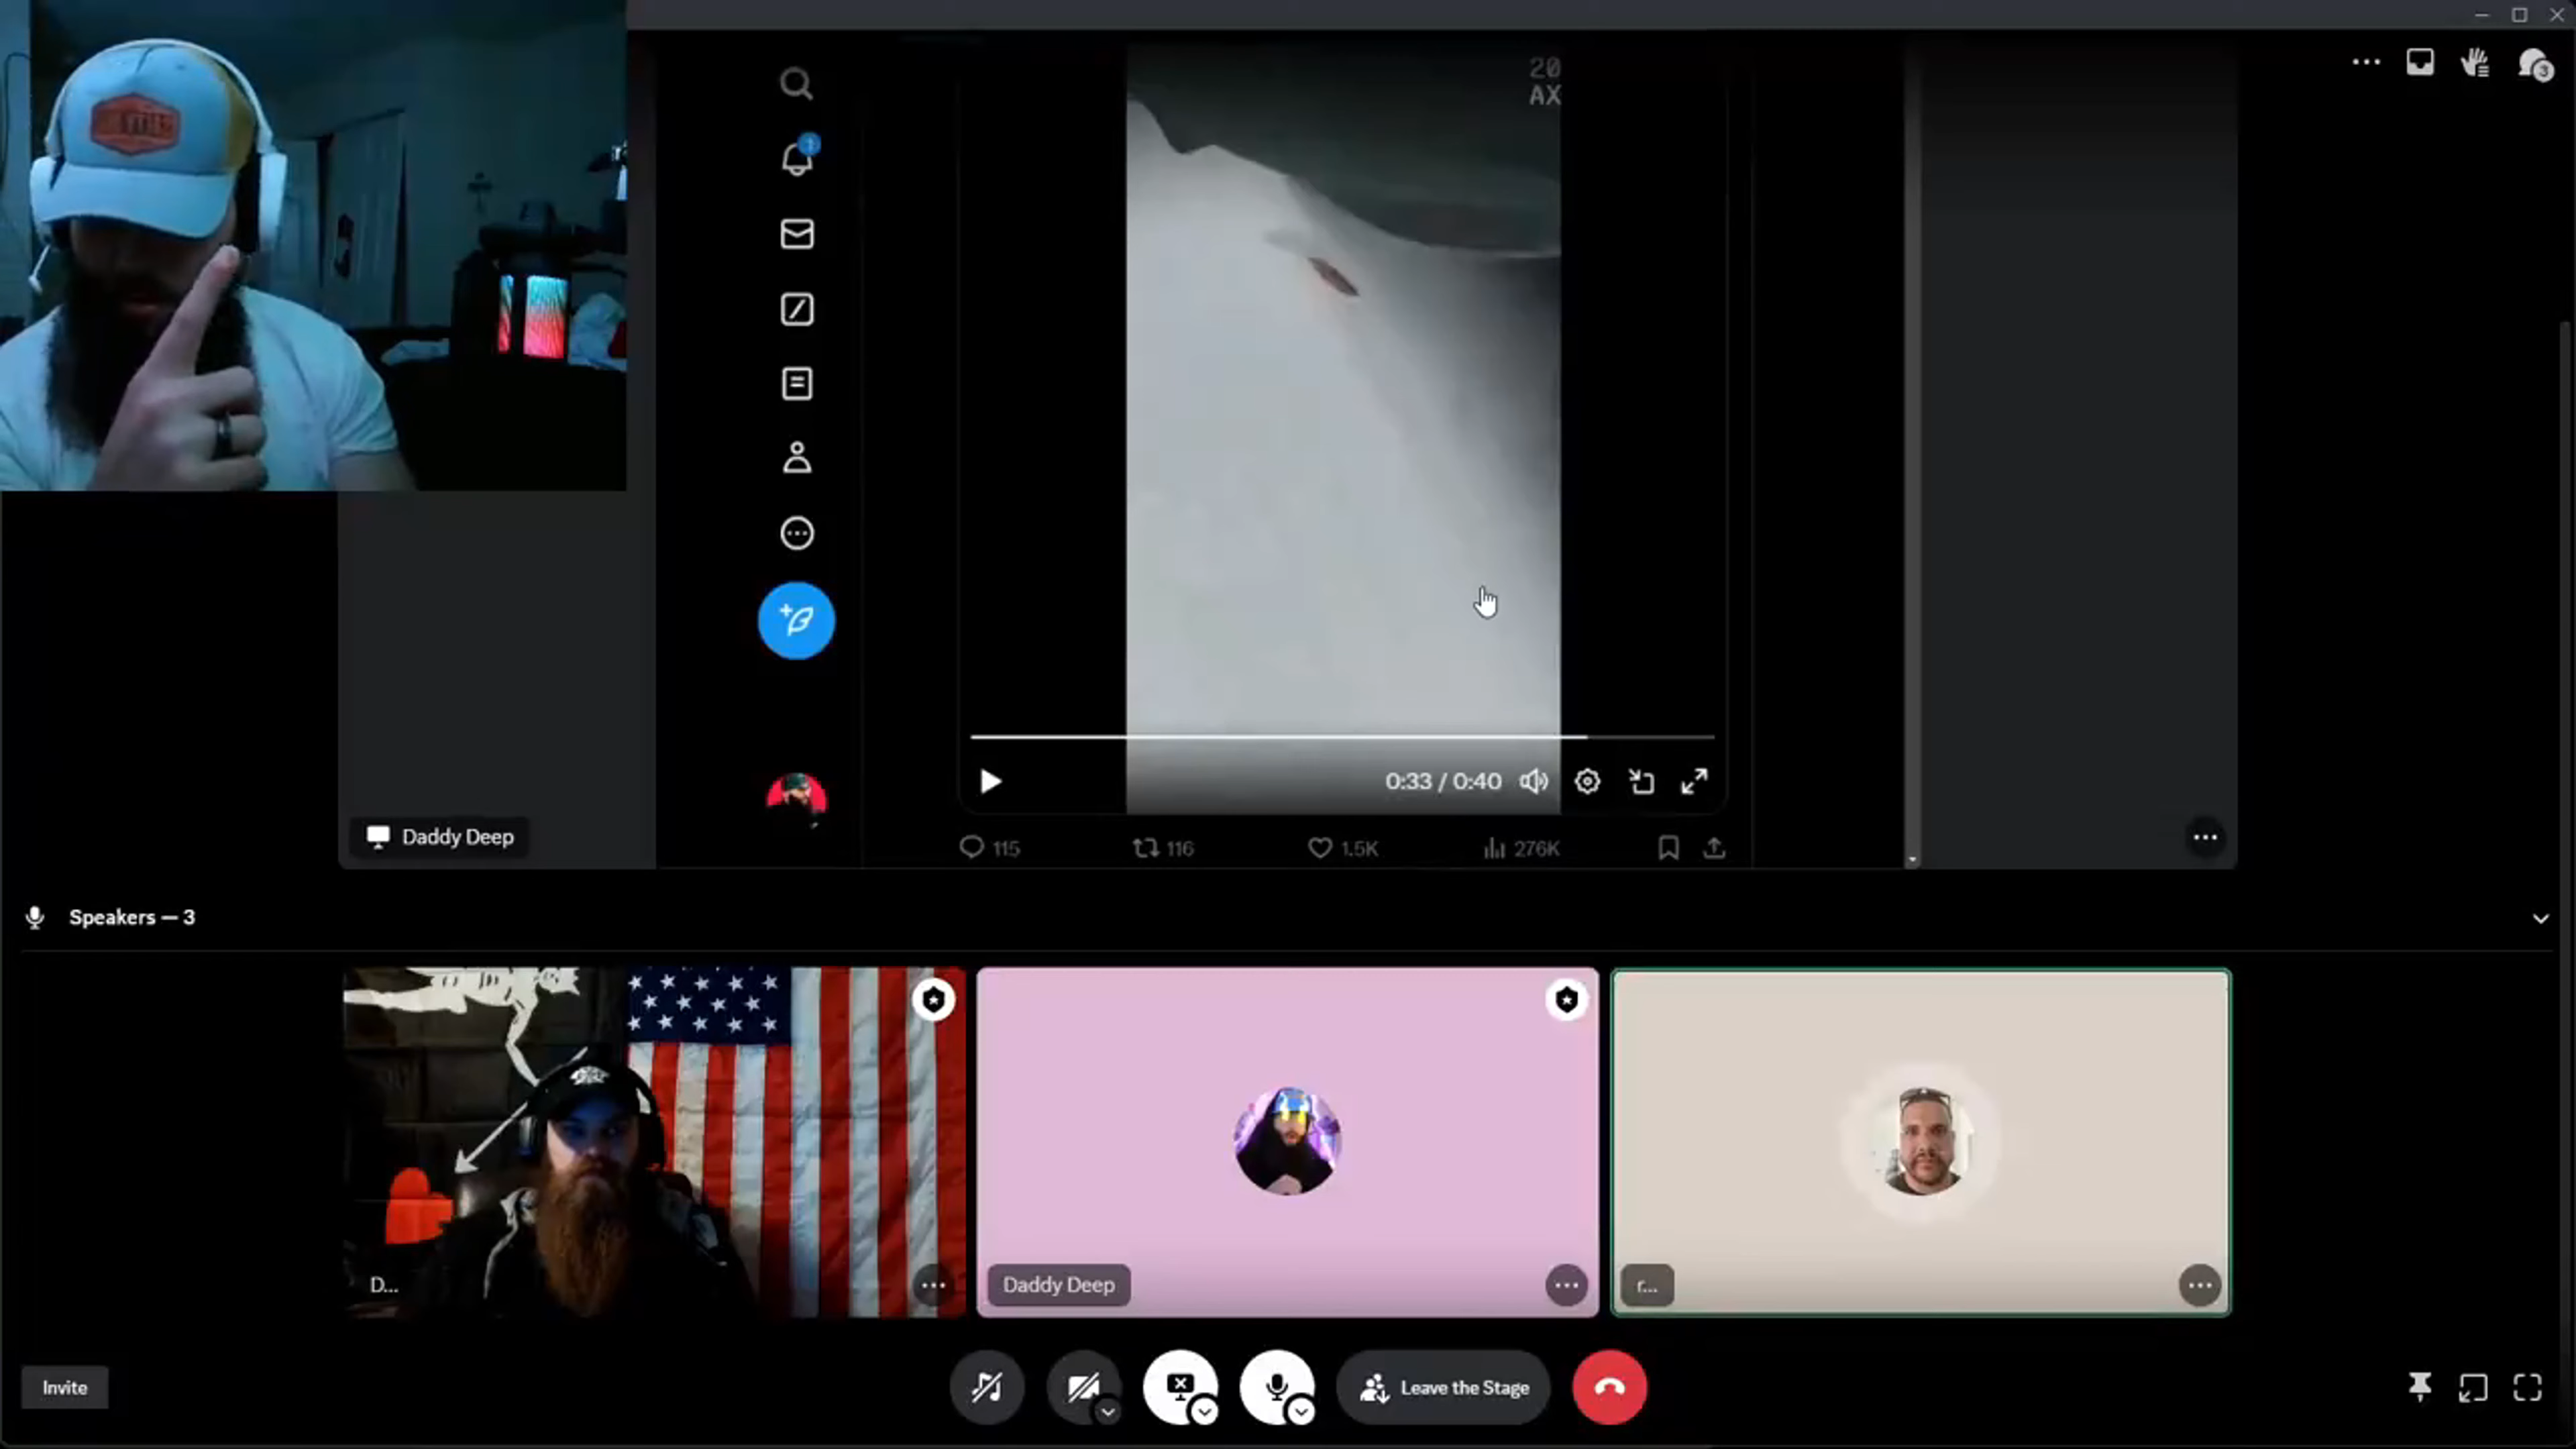 20
AX
3
0:33 / 0:40
115
116
1.5K
276K
Daddy Deep
Speakers — 3
D...
Daddy Deep
r...
Invite
Leave the Stage